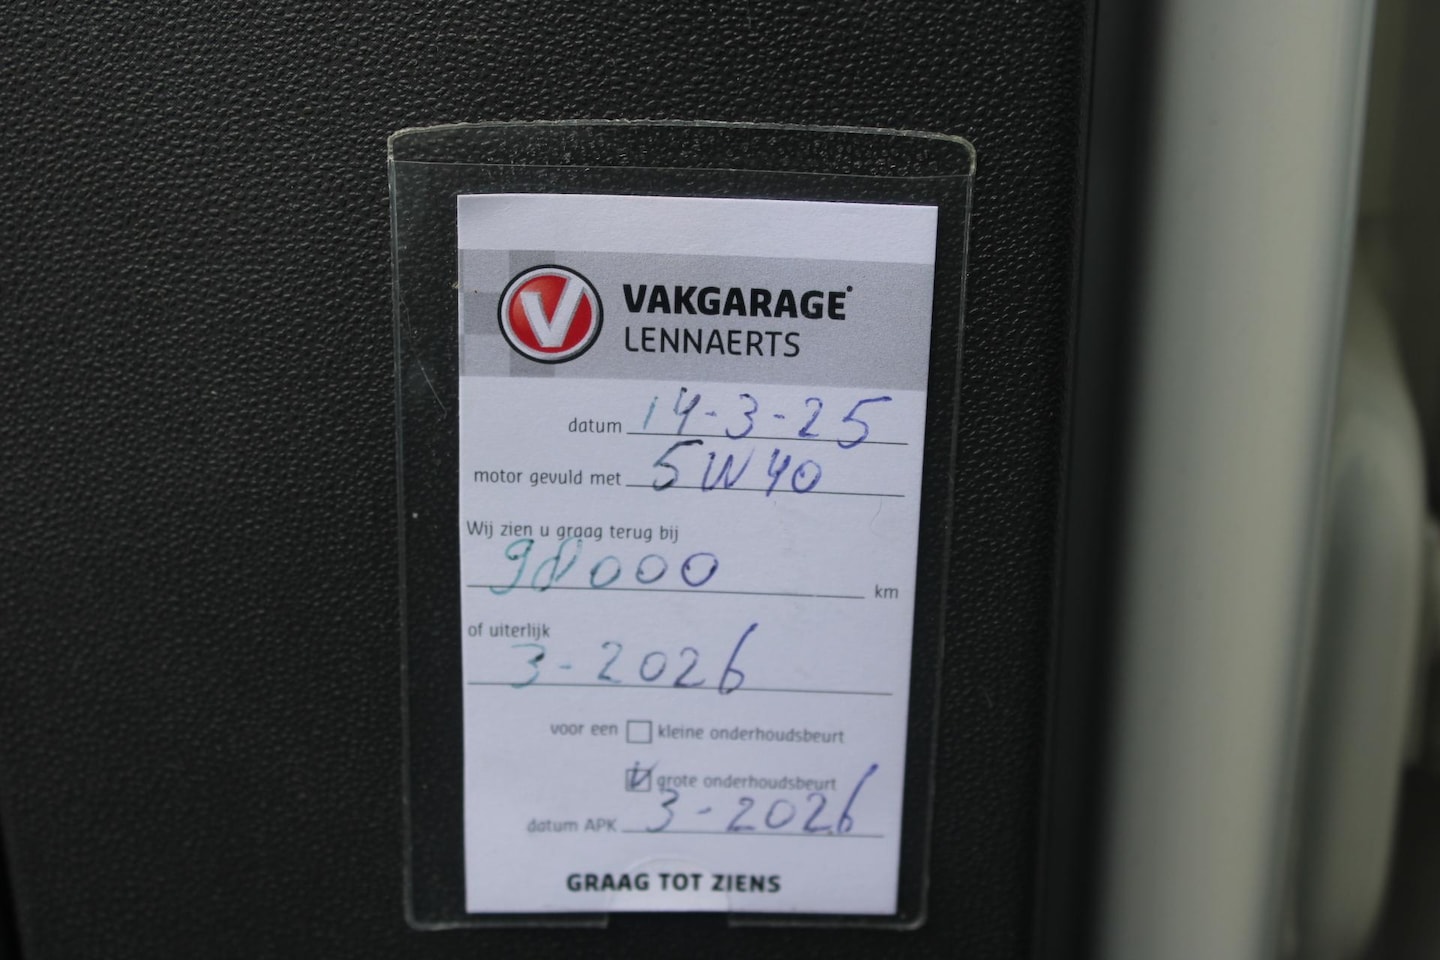 V VAKGARAGE
LENNAERTS
datum 14-3-25
motor gevuld met 5W40
Wij zien u graag terug bij
98000 km
of uiterlijk
3-2026
voor een kleine onderhoudsbeurt
grote onderhoudsbeurt
datum APK 3-2026
GRAAG TOT ZIENS